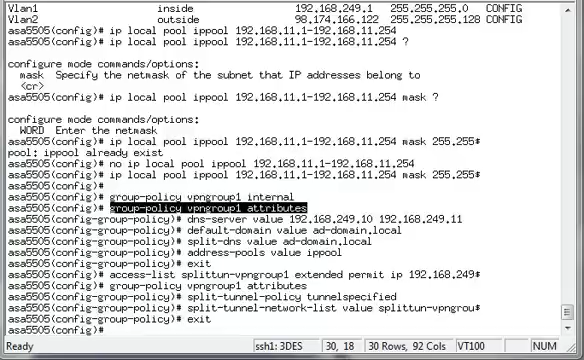 Vlan1 inside 192.168.249.1 255.255.255.0 CONFIG
Vlan2 outside 98.174.166.122 255.255.255.128 CONFIG
asa5505(config)# ip local pool ippool 192.168.11.1-192.168.11.254
asa5505(config)# ip local pool ippool 192.168.11.1-192.168.11.254 ?
configure mode commands/options:
mask Specify the netmask of the subnet that IP addresses belong to
<cr>
asa5505(config)# ip local pool ippool 192.168.11.1-192.168.11.254 mask ?
configure mode commands/options:
WORD Enter the netmask
asa5505(config)# ip local pool ippool 192.168.11.1-192.168.11.254 mask 255.255$
pool: ippool already exist
asa5505(config)# no ip local pool ippool 192.168.11.1-192.168.11.254
asa5505(config)# ip local pool ippool 192.168.11.1-192.168.11.254 mask 255.255$
asa5505(config)#
asa5505(config)# group-policy vpngroup1 internal
asa5505(config)# group-policy vpngroup1 attributes
asa5505(config-group-policy)# dns-server value 192.168.249.10 192.168.249.11
asa5505(config-group-policy)# default-domain value ad-domain.local
asa5505(config-group-policy)# split-dns value ad-domain.local
asa5505(config-group-policy)# address-pools value ippool
asa5505(config-group-policy)# exit
asa5505(config)# access-list splittun-vpngroup1 extended permit ip 192.168.249$
asa5505(config)# group-policy vpngroup1 attributes
asa5505(config-group-policy)# split-tunnel-policy tunnelspecified
asa5505(config-group-policy)# split-tunnel-network-list value splittun-vpngrou$
asa5505(config-group-policy)# exit
asa5505(config)#
Ready ssh1: 3DES 30, 18 30 Rows, 92 Cols VT100 NUM